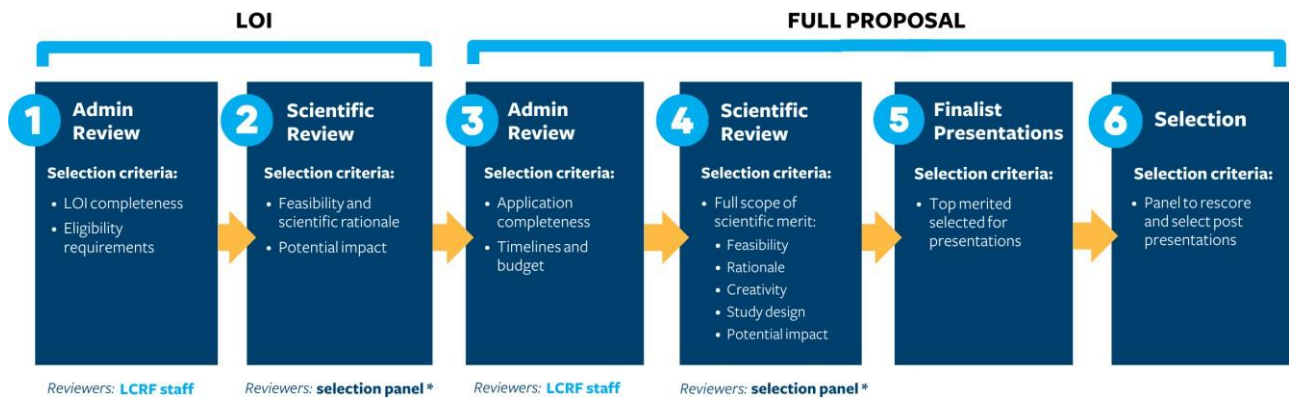 LOI
FULL PROPOSAL
1
Admin
Review
Selection criteria:
• LOI completeness
• Eligibility
requirements
Reviewers: LCRF staff
2
Scientific
Review
Selection criteria:
• Feasibility and
scientific rationale
• Potential impact
Reviewers: selection panel *
3
Admin
Review
Selection criteria:
• Application
completeness
• Timelines and
budget
Reviewers: LCRF staff
4
Scientific
Review
Selection criteria:
• Full scope of
scientific merit:
• Feasibility
• Rationale
• Creativity
• Study design
• Potential impact
Reviewers: selection panel *
5
Finalist
Presentations
Selection criteria:
• Top merited
selected for
presentations
6
Selection
Selection criteria:
• Panel to rescore
and select post
presentations